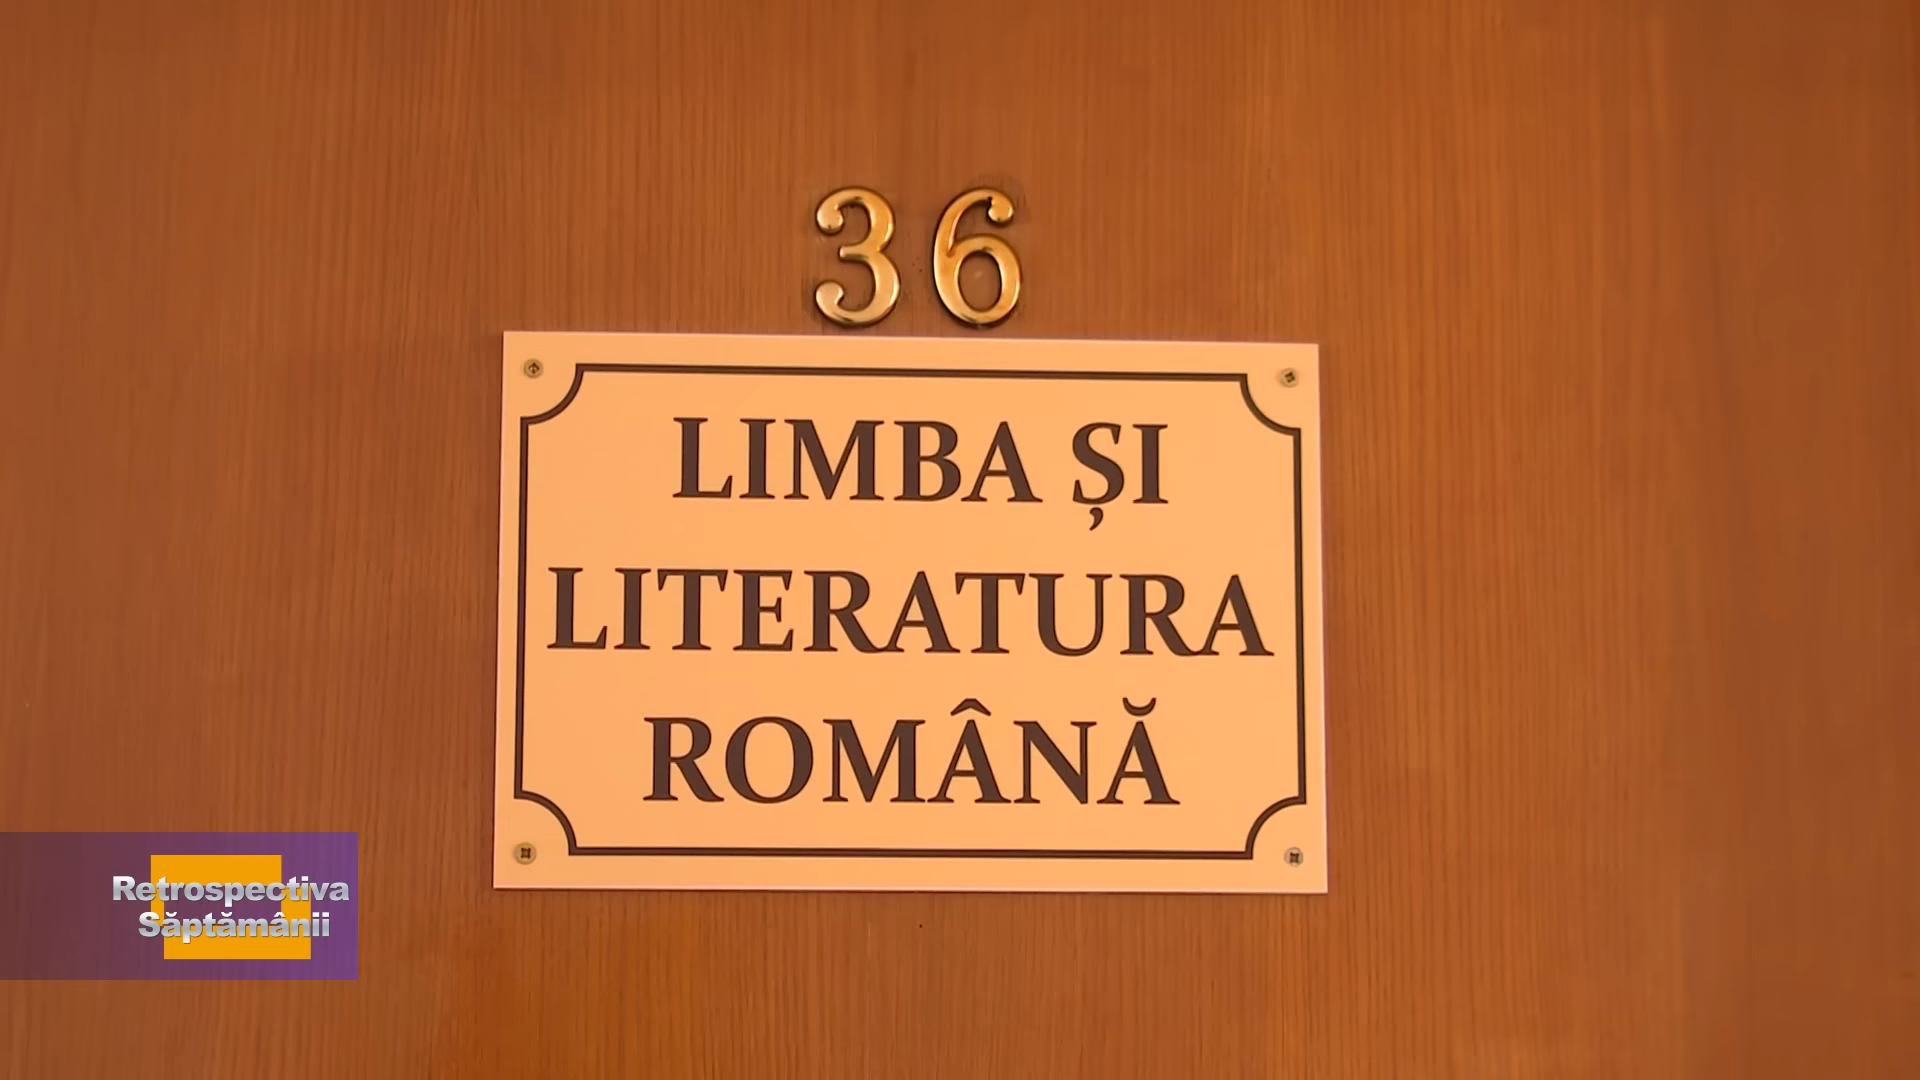 36
LIMBA ȘI
LITERATURA
ROMÂNĂ
Retrospectiva
Săptămânii